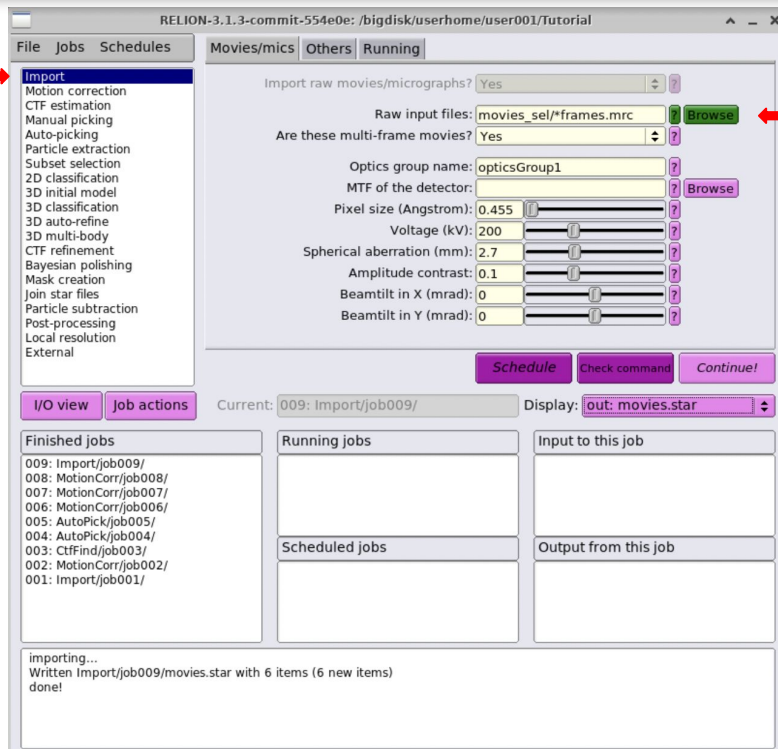 RELION-3.1.3-commit-554e0e: /bigdisk/userhome/user001/Tutorial
File Jobs Schedules
Movies/mics Others Running
Import
Motion correction
CTF estimation
Manual picking
Auto-picking
Particle extraction
Subset selection
2D classification
3D initial model
3D classification
3D auto-refine
3D multi-body
CTF refinement
Bayesian polishing
Mask creation
Join star files
Particle subtraction
Post-processing
Local resolution
External
Import raw movies/micrographs? Yes ?
Raw input files: movies_sel/*frames.mrc ? Browse
Are these multi-frame movies? Yes ?
Optics group name: opticsGroup1 ?
MTF of the detector: ? Browse
Pixel size (Angstrom): 0.455 ?
Voltage (kV): 200 ?
Spherical aberration (mm): 2.7 ?
Amplitude contrast: 0.1 ?
Beamtilt in X (mrad): 0 ?
Beamtilt in Y (mrad): 0 ?
Schedule Check command Continue!
I/O view Job actions Current: 009: Import/job009/ Display: out: movies.star
Finished jobs
009: Import/job009/
008: MotionCorr/job008/
007: MotionCorr/job007/
006: MotionCorr/job006/
005: AutoPick/job005/
004: AutoPick/job004/
003: CtfFind/job003/
002: MotionCorr/job002/
001: Import/job001/
Running jobs
Scheduled jobs
Input to this job
Output from this job
importing...
Written Import/job009/movies.star with 6 items (6 new items)
done!